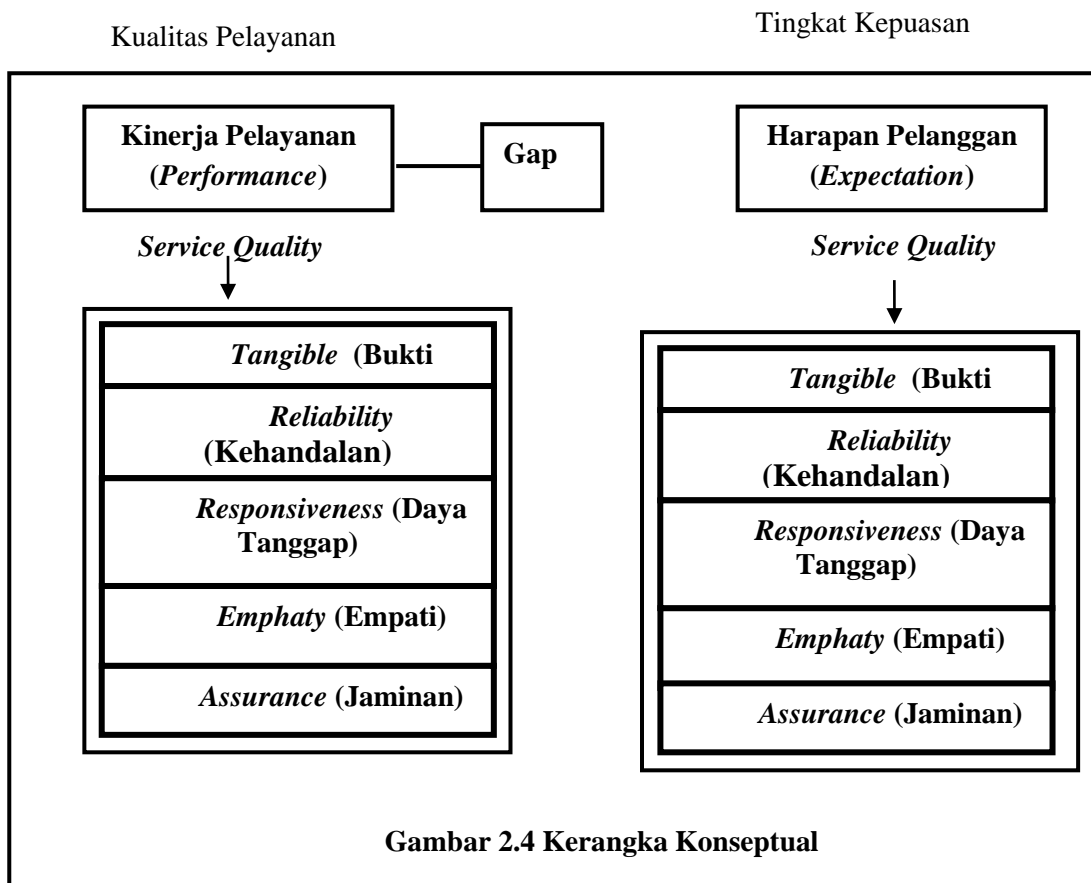 Kualitas Pelayanan
Tingkat Kepuasan
Kinerja Pelayanan
(Performance)
Gap
Harapan Pelanggan
(Expectation)
Service Quality
Service Quality
Tangible (Bukti
Reliability
(Kehandalan)
Responsiveness (Daya
Tanggap)
Emphaty (Empati)
Assurance (Jaminan)
Tangible (Bukti
Reliability
(Kehandalan)
Responsiveness (Daya
Tanggap)
Emphaty (Empati)
Assurance (Jaminan)
Gambar 2.4 Kerangka Konseptual